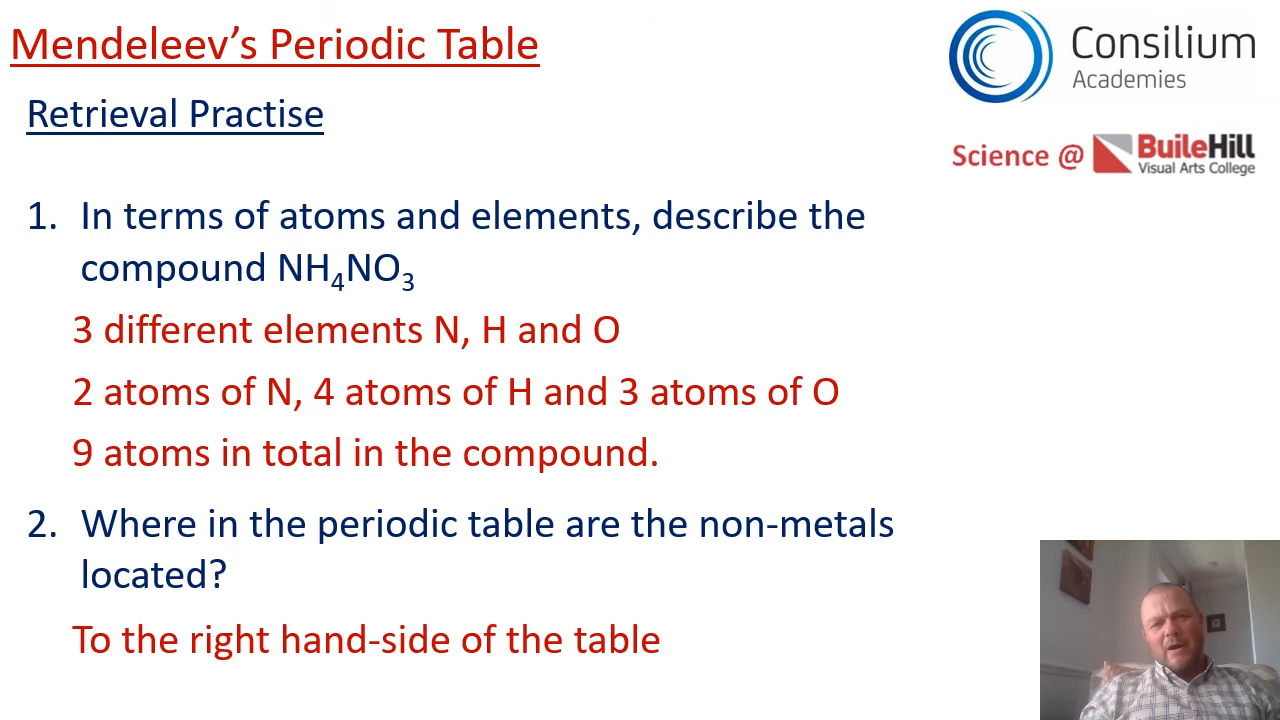 Mendeleev's Periodic Table
Consilium
Academies
Retrieval Practise
Science @ BuileHill
Visual Arts College
1. In terms of atoms and elements, describe the
compound NH₄NO₃
3 different elements N, H and O
2 atoms of N, 4 atoms of H and 3 atoms of O
9 atoms in total in the compound.
2. Where in the periodic table are the non-metals
located?
To the right hand-side of the table